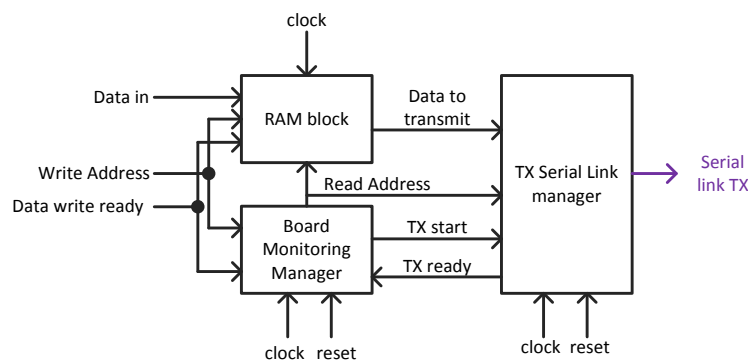 clock
Data in
RAM block
Data to
transmit
Write Address
Data write ready
Read Address
TX Serial Link
manager
Serial
link TX
Board
Monitoring
Manager
TX start
TX ready
clock reset
clock reset